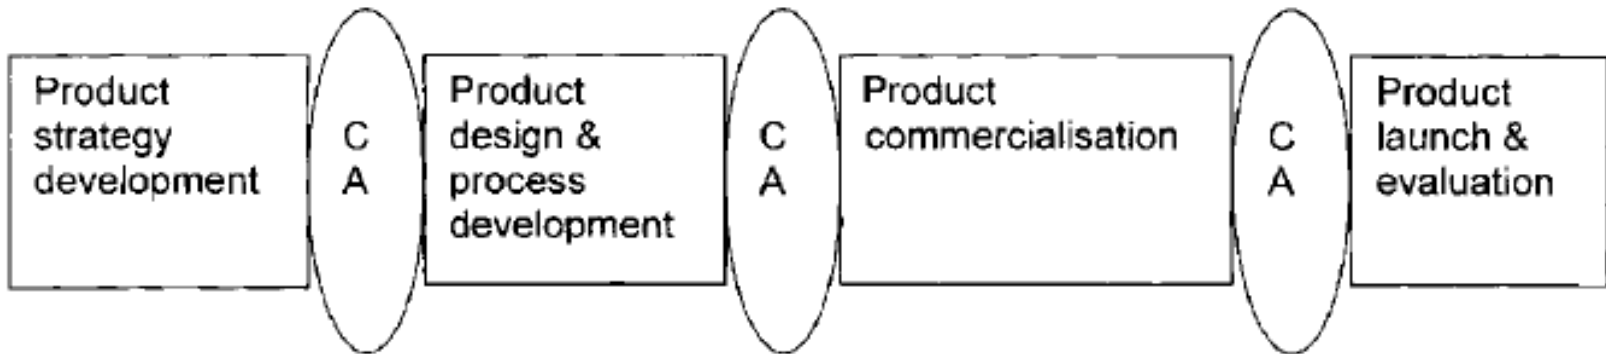 Product
strategy
development
C
A
Product
design &
process
development
C
A
Product
commercialisation
C
A
Product
launch &
evaluation